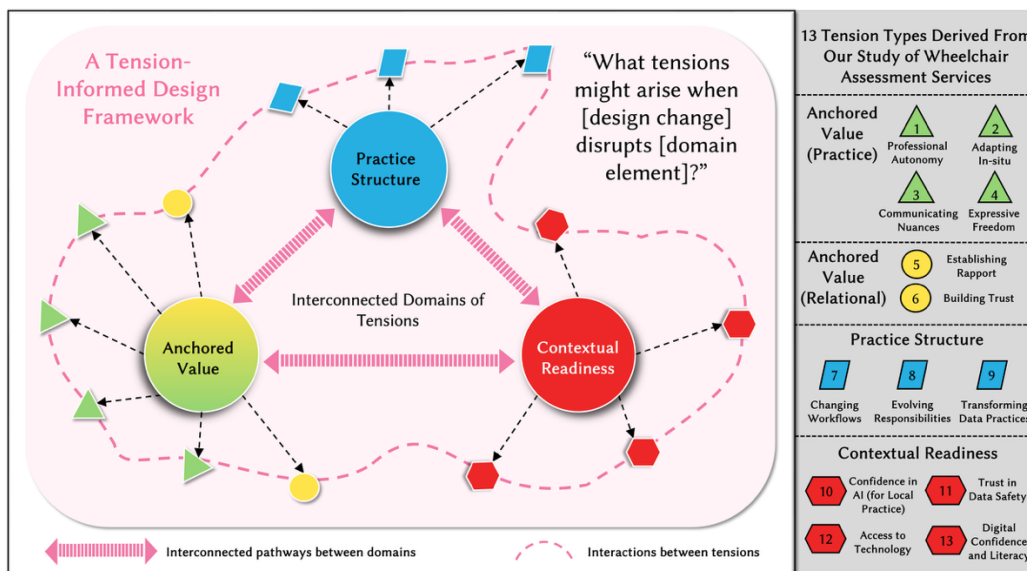 A Tension-
Informed Design
Framework
“What tensions
might arise when
[design change]
disrupts [domain
element]?”
Practice
Structure
Interconnected Domains of
Tensions
Anchored
Value
Contextual
Readiness
Interconnected pathways between domains
Interactions between tensions
13 Tension Types Derived From
Our Study of Wheelchair
Assessment Services
Anchored
Value
(Practice)
1
Professional
Autonomy
2
Adapting
In-situ
3
Communicating
Nuances
4
Expressive
Freedom
Anchored
Value
(Relational)
5
Establishing
Rapport
6
Building Trust
Practice Structure
7
Changing
Workflows
8
Evolving
Responsibilities
9
Transforming
Data Practices
Contextual Readiness
10
Confidence in
AI (for Local
Practice)
11
Trust in
Data Safety
12
Access to
Technology
13
Digital
Confidence
and Literacy